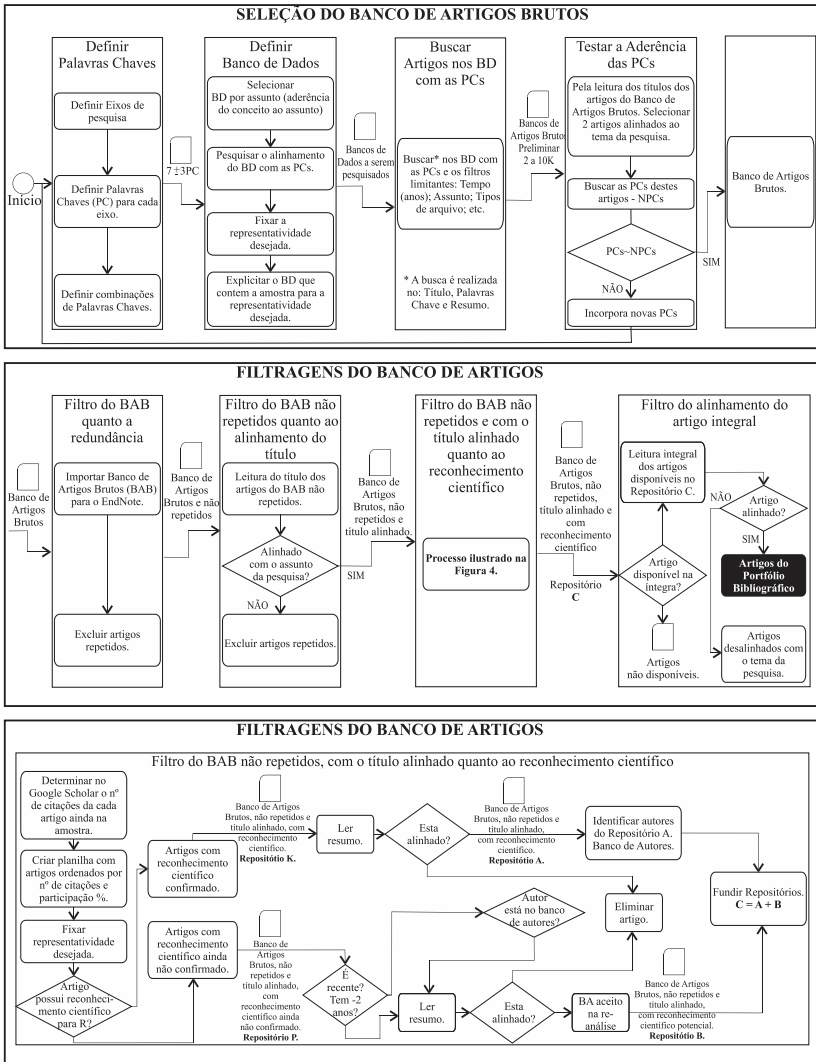 SELEÇÃO DO BANCO DE ARTIGOS BRUTOS
Definir
Palavras Chaves
Definir Eixos de
pesquisa
Início
Definir Palavras
Chaves (PC) para cada
eixo.
Definir combinações
de Palavras Chaves.
7 ±3PC
Definir
Banco de Dados
Selecionar
BD por assunto (aderência
do conceito ao assunto)
Pesquisar o alinhamento
do BD com as PCs.
Fixar a
representatividade
desejada.
Explicitar o BD que
contem a amostra para a
representatividade
desejada.
Bancos de
Dados a serem
pesquisados
Buscar
Artigos nos BD
com as PCs
Buscar* nos BD com
as PCs e os filtros
limitantes: Tempo
(anos); Assunto; Tipos
de arquivo; etc.
* A busca é realizada
no: Título, Palavras
Chave e Resumo.
Bancos de
Artigos Brutos
Preliminar
2 a 10K
Testar a Aderência
das PCs
Pela leitura dos títulos dos
artigos do Banco de
Artigos Brutos. Selecionar
2 artigos alinhados ao
tema da pesquisa.
Buscar as PCs destes
artigos - NPCs
PCs~NPCs
SIM
NÃO
Incorpora novas PCs
Banco de Artigos
Brutos.
FILTRAGENS DO BANCO DE ARTIGOS
Banco de
Artigos
Brutos
Filtro do BAB
quanto a
redundância
Importar Banco de
Artigos Brutos (BAB)
para o EndNote.
Excluir artigos
repetidos.
Banco de
Artigos
Brutos e não
repetidos
Filtro do BAB não
repetidos quanto ao
alinhamento do
título
Leitura do título dos
artigos do BAB não
repetidos.
Alinhado
com o assunto
da pesquisa?
SIM
NÃO
Excluir artigos repetidos.
Banco de
Artigos
Brutos, não
repetidos e
título alinhado.
Filtro do BAB não
repetidos e com o
título alinhado
quanto ao
reconhecimento
científico
Processo ilustrado na
Figura 4.
Banco de
Artigos
Brutos, não
repetidos,
título alinhado e
com
reconhecimento
científico
Repositório
C
Filtro do alinhamento do
artigo integral
Leitura integral
dos artigos
disponíveis no
Repositório C.
Artigo
disponível na
íntegra?
Artigos
não disponíveis.
NÃO
Artigo
alinhado?
SIM
Artigos do
Portfólio
Bibliográfico
Artigos
desalinhados com
o tema da
pesquisa.
FILTRAGENS DO BANCO DE ARTIGOS
Filtro do BAB não repetidos, com o título alinhado quanto ao reconhecimento científico
Determinar no
Google Scholar o nº
de citações da cada
artigo ainda na
amostra.
Criar planilha com
artigos ordenados por
nº de citações e
participação %.
Fixar
representatividade
desejada.
Artigo
possui reconheci-
mento científico
para R?
Artigos com
reconhecimento
científico
confirmado.
Banco de Artigos
Brutos, não repetidos e
título alinhado, com
reconhecimento
científico.
Repositótio K.
Ler
resumo.
Esta
alinhado?
Banco de Artigos
Brutos, não repetidos e
título alinhado,
com reconhecimento
científico.
Repositório A.
Identificar autores
do Repositório A.
Banco de Autores.
Artigos com
reconhecimento
científico ainda
não confirmado.
Banco de
Artigos
Brutos, não
repetidos e
título alinhado,
com
reconhecimento
científico ainda
não confirmado.
Repositório P.
É
recente?
Tem -2
anos?
Autor
está no banco
de autores?
Ler
resumo.
Esta
alinhado?
Eliminar
artigo.
BA aceito
na re-
análise
Banco de Artigos
Brutos, não repetidos e
título alinhado,
com reconhecimento
científico potencial.
Repositório B.
Fundir Repositórios.
C = A + B